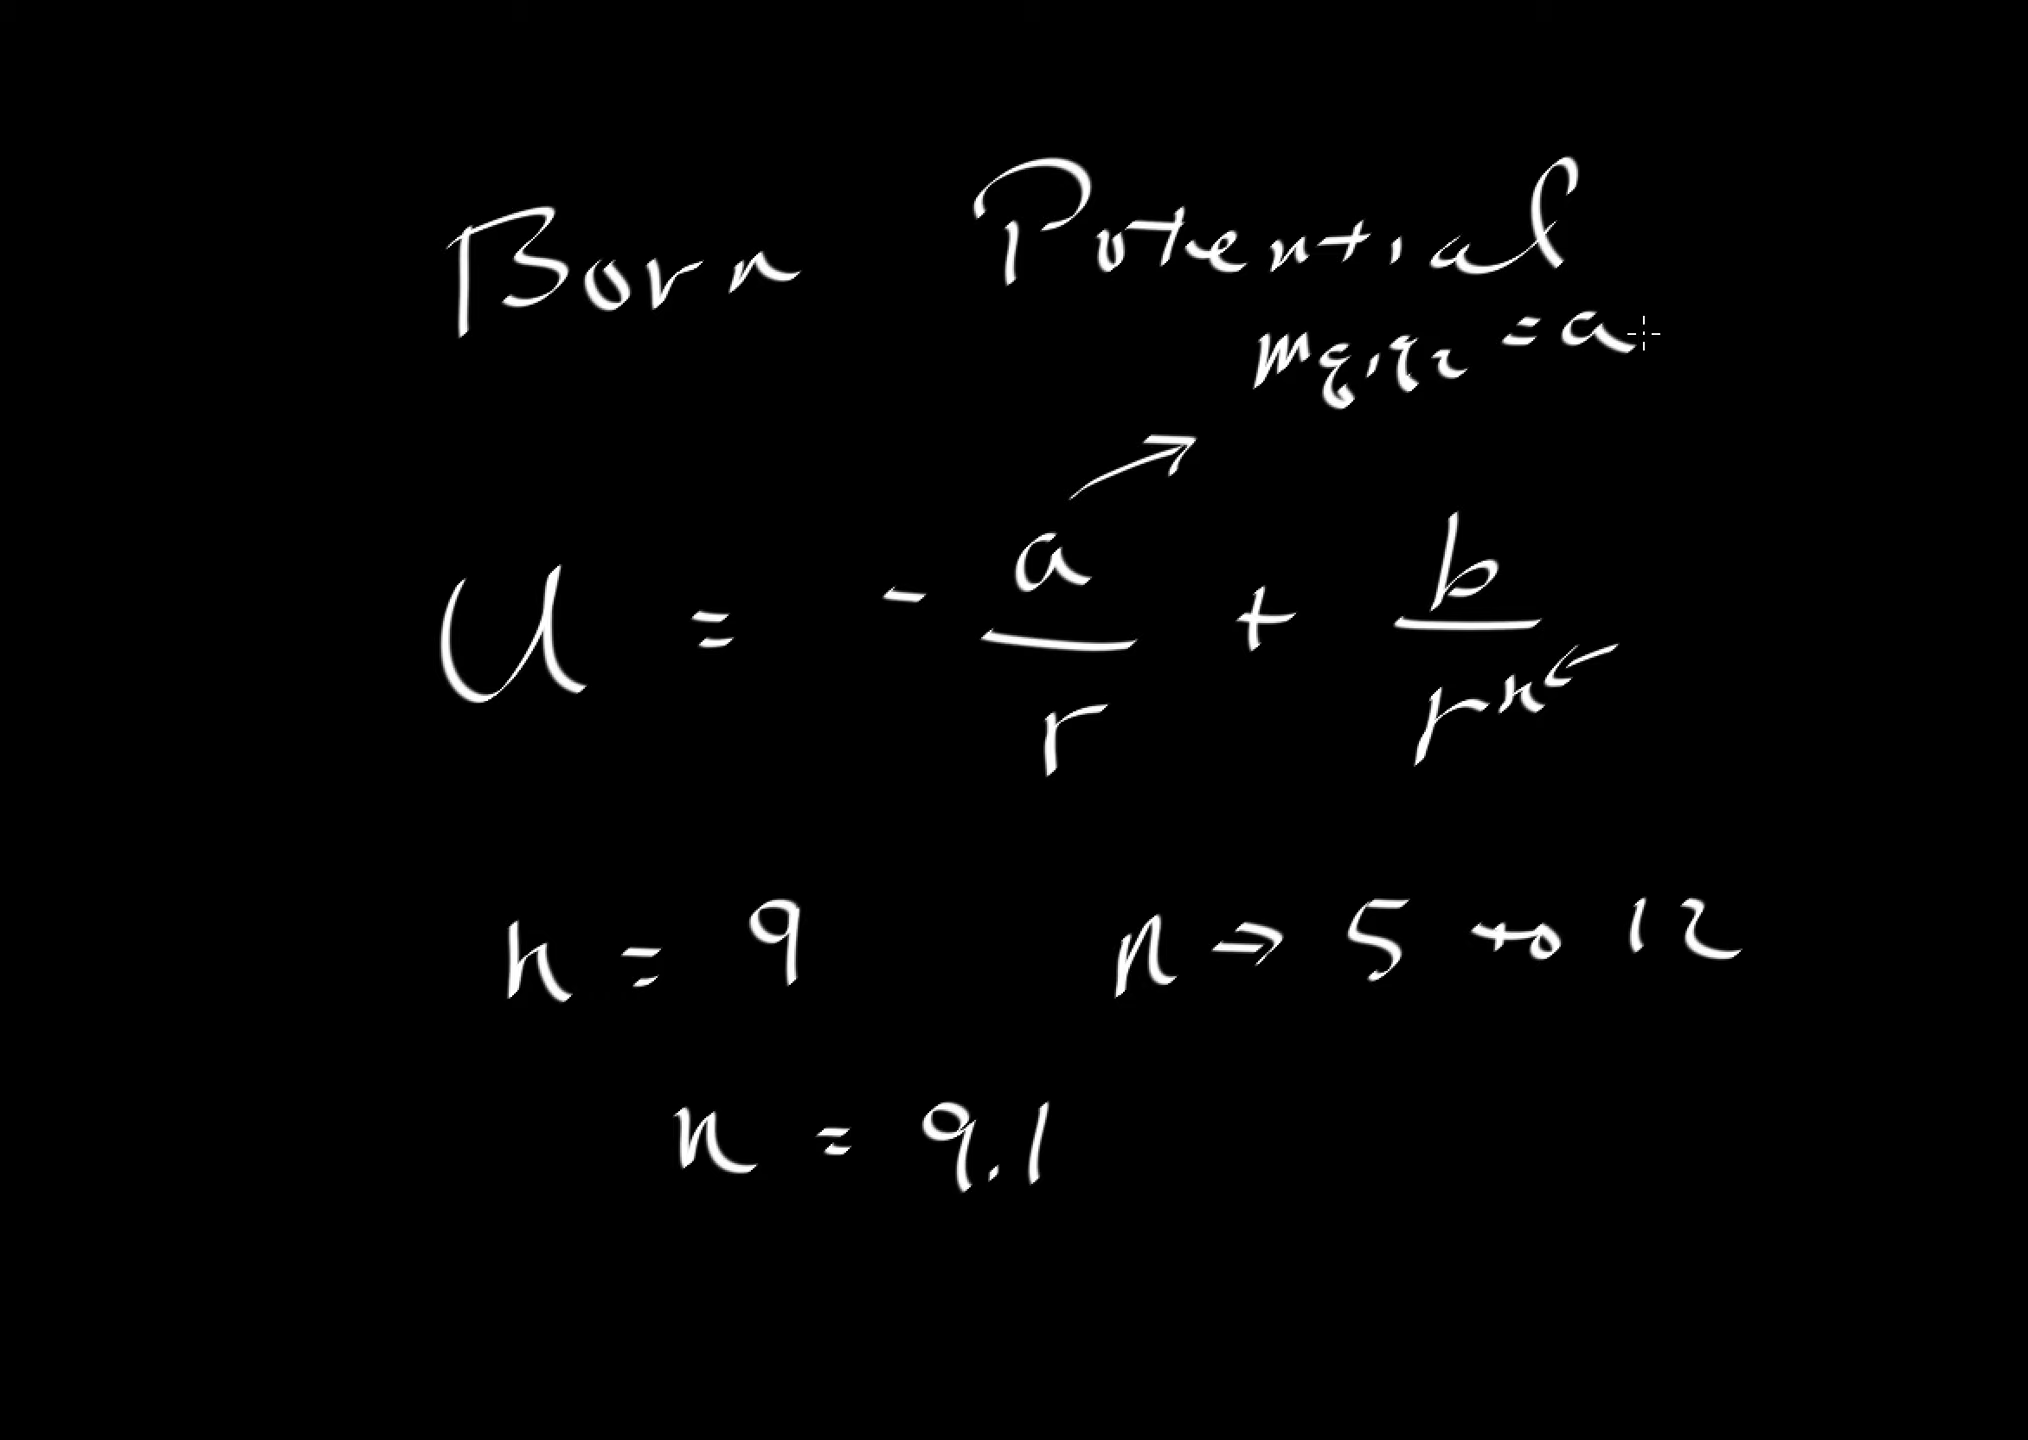 Born Potential
mq₁q₂ = a
U = - a/r + b/rⁿ
n = 9 n ⇒ 5 to 12
n = 9.1